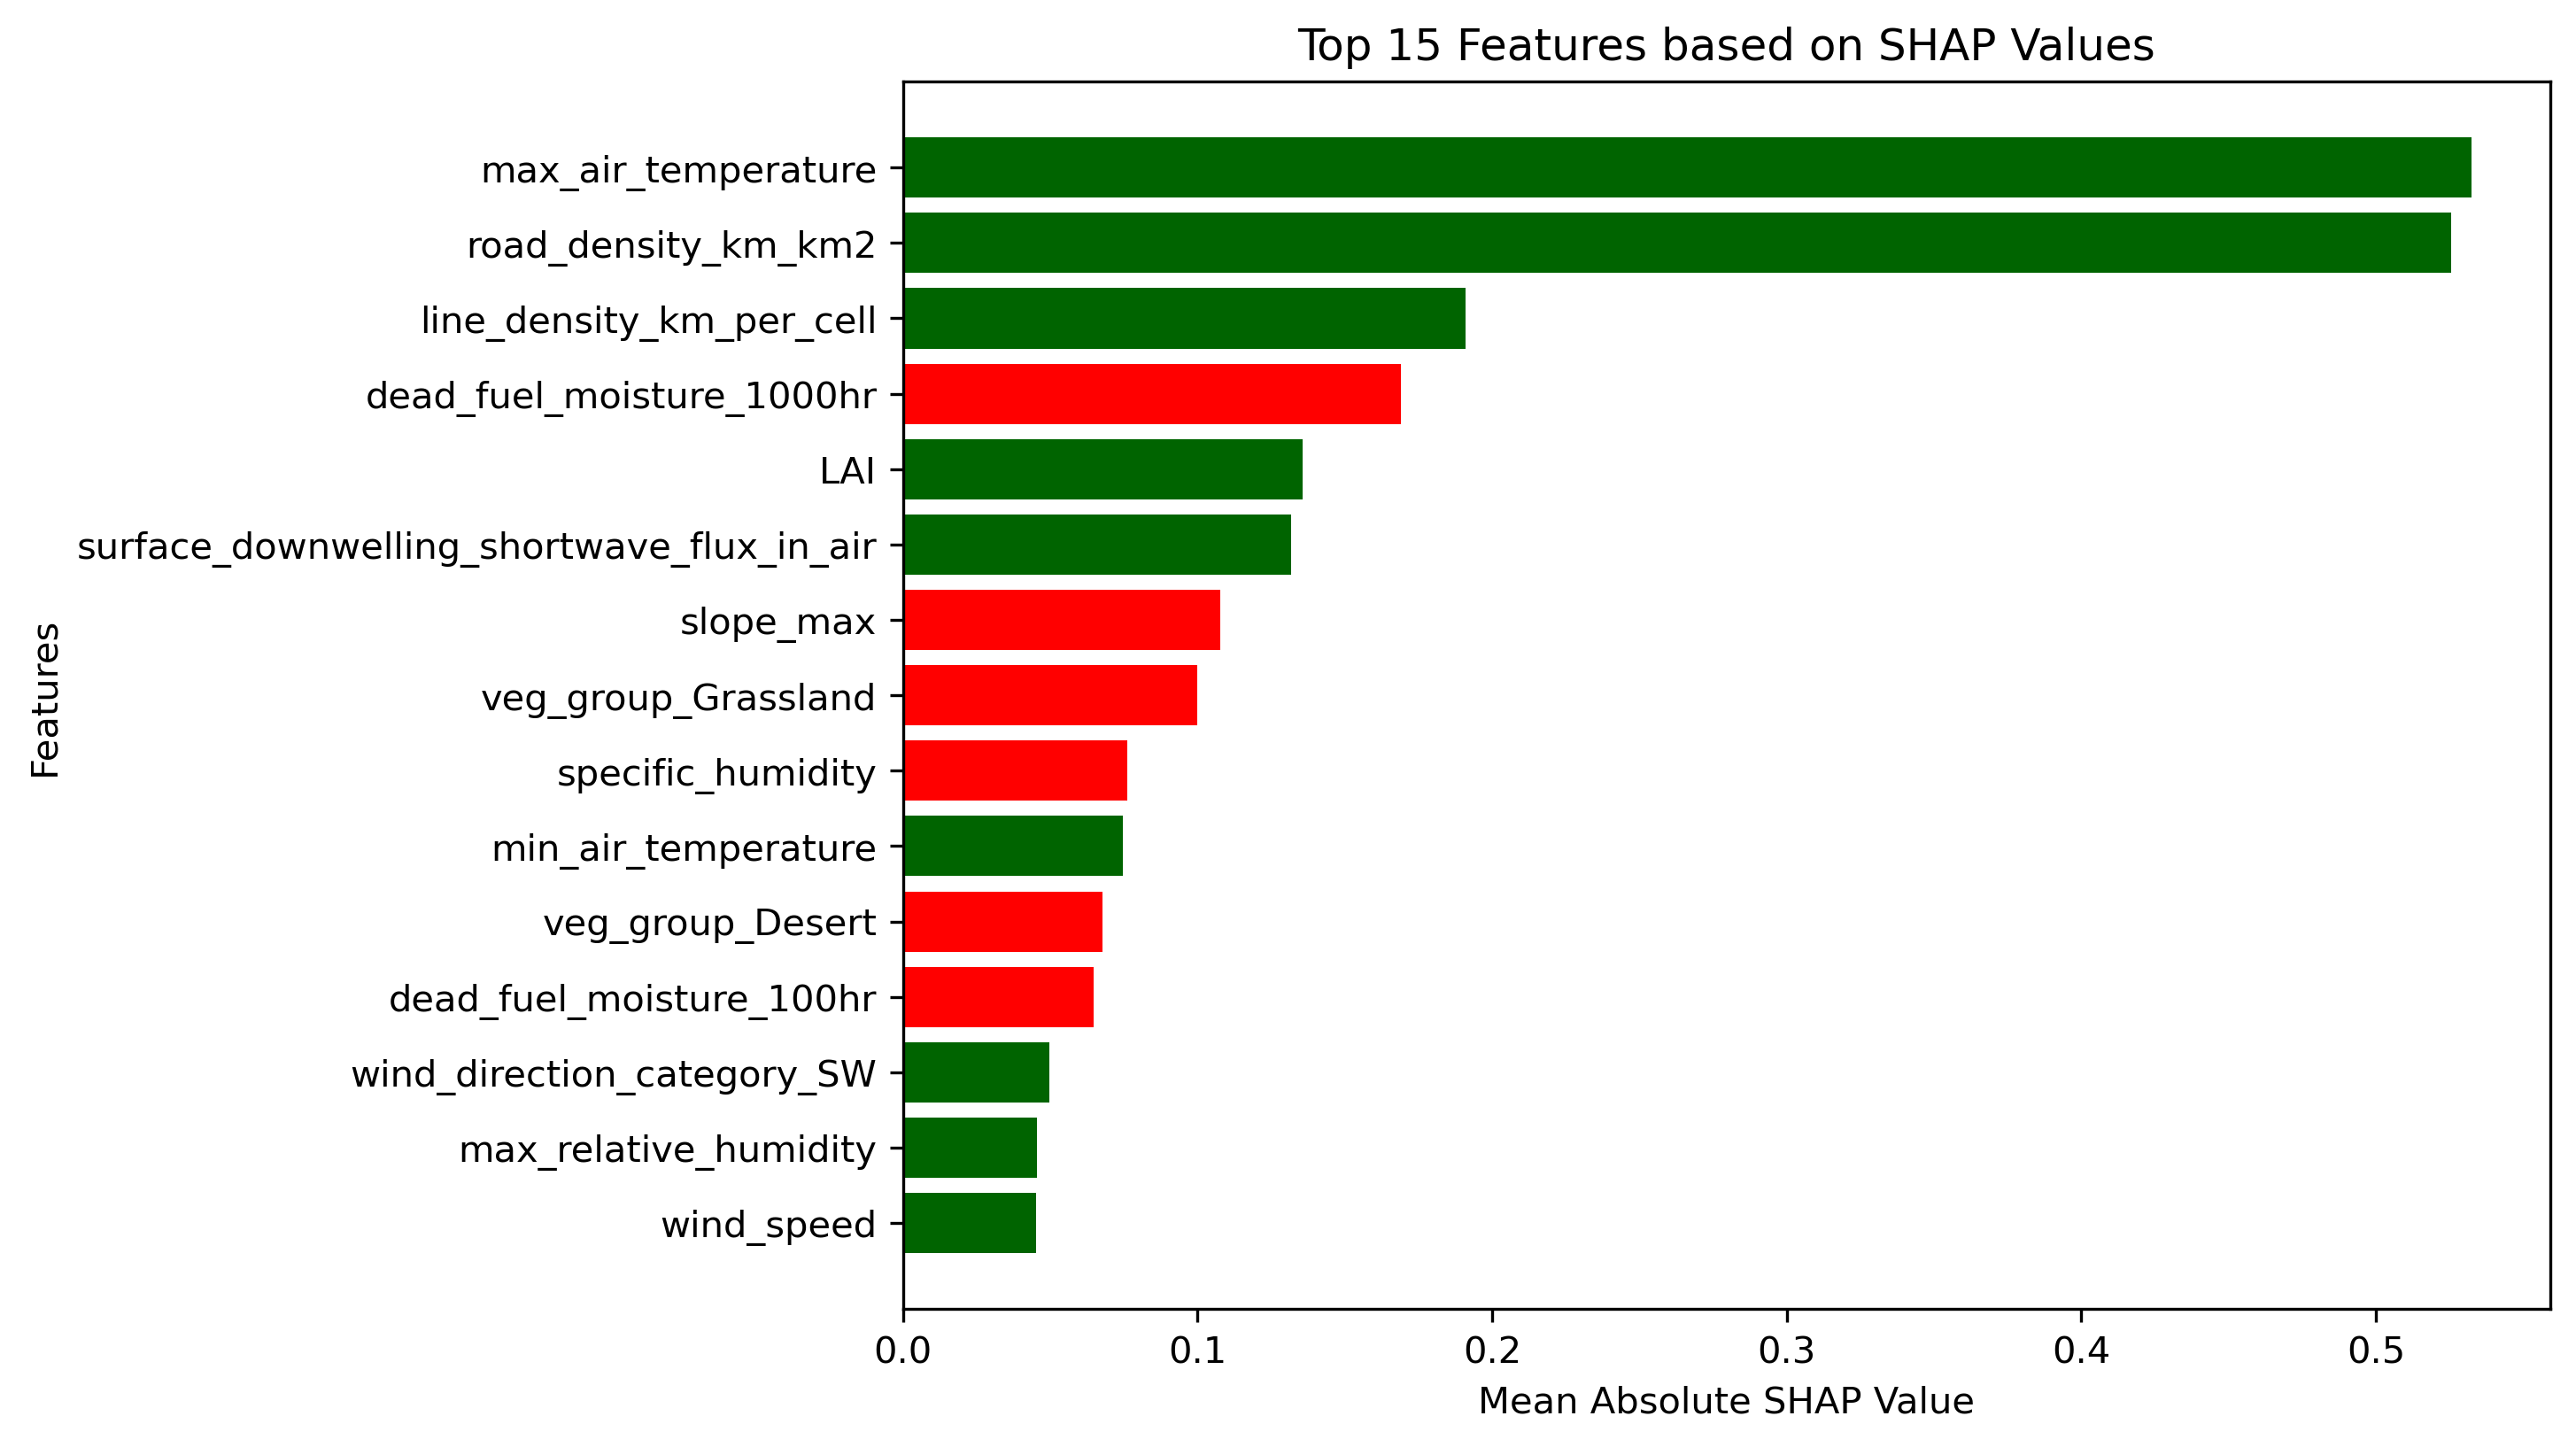 Top 15 Features based on SHAP Values
Features
max_air_temperature
road_density_km_km2
line_density_km_per_cell
dead_fuel_moisture_1000hr
LAI
surface_downwelling_shortwave_flux_in_air
slope_max
veg_group_Grassland
specific_humidity
min_air_temperature
veg_group_Desert
dead_fuel_moisture_100hr
wind_direction_category_SW
max_relative_humidity
wind_speed
0.0 0.1 0.2 0.3 0.4 0.5
Mean Absolute SHAP Value